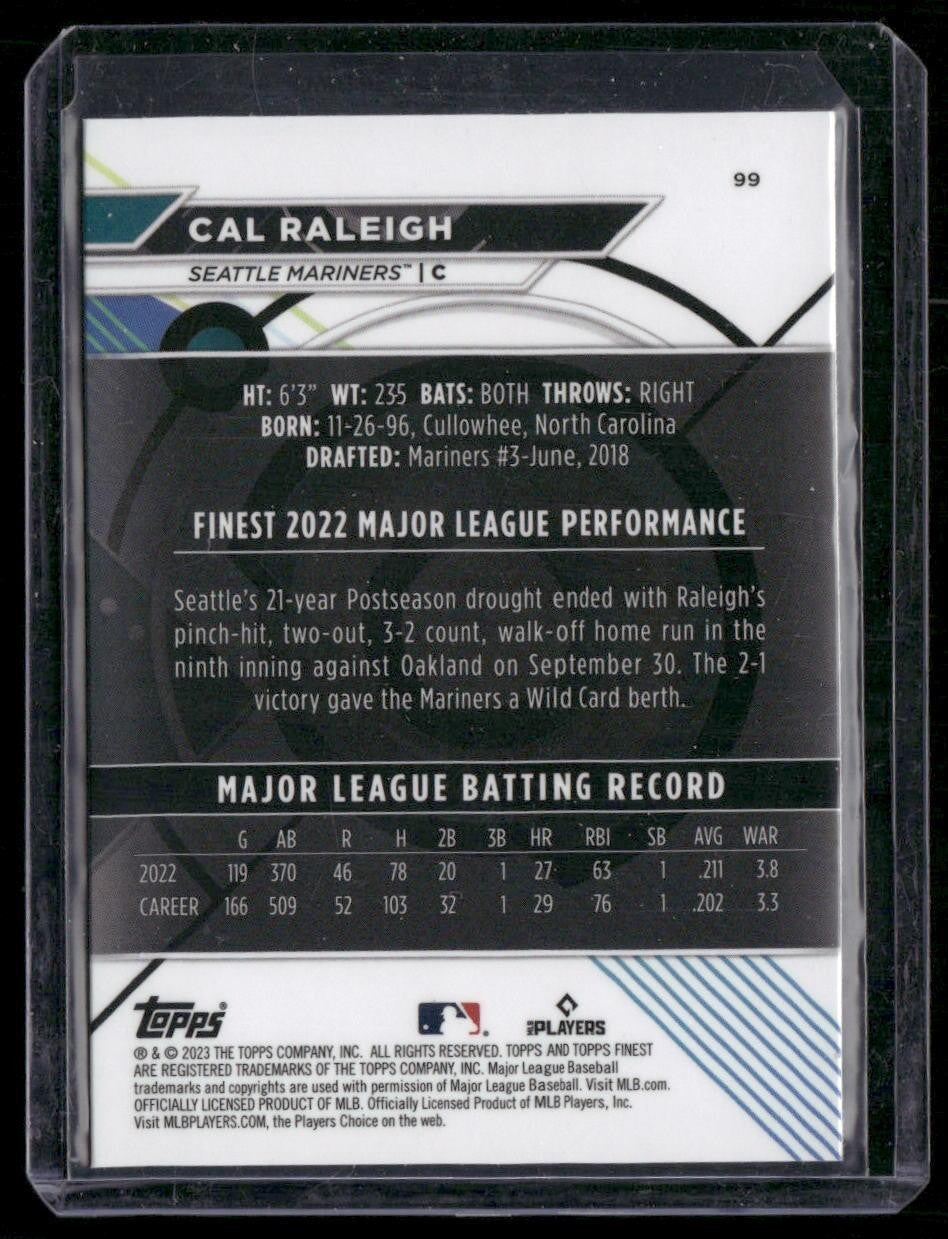 99
CAL RALEIGH
SEATTLE MARINERS™ | C
HT: 6'3" WT: 235 BATS: BOTH THROWS: RIGHT
BORN: 11-26-96, Cullowhee, North Carolina
DRAFTED: Mariners #3-June, 2018
FINEST 2022 MAJOR LEAGUE PERFORMANCE
Seattle's 21-year Postseason drought ended with Raleigh's
pinch-hit, two-out, 3-2 count, walk-off home run in the
ninth inning against Oakland on September 30. The 2-1
victory gave the Mariners a Wild Card berth.
MAJOR LEAGUE BATTING RECORD
G AB R H 2B 3B HR RBI SB AVG WAR
2022 119 370 46 78 20 1 27 63 1 .211 3.8
CAREER 166 509 52 103 32 1 29 76 1 .202 3.3
topps® MLB PLAYERS
® & © 2023 THE TOPPS COMPANY, INC. ALL RIGHTS RESERVED. TOPPS AND TOPPS FINEST
ARE REGISTERED TRADEMARKS OF THE TOPPS COMPANY, INC. Major League Baseball
trademarks and copyrights are used with permission of Major League Baseball. Visit MLB.com.
OFFICIALLY LICENSED PRODUCT OF MLB. Officially Licensed Product of MLB Players, Inc.
Visit MLBPLAYERS.COM, the Players Choice on the web.